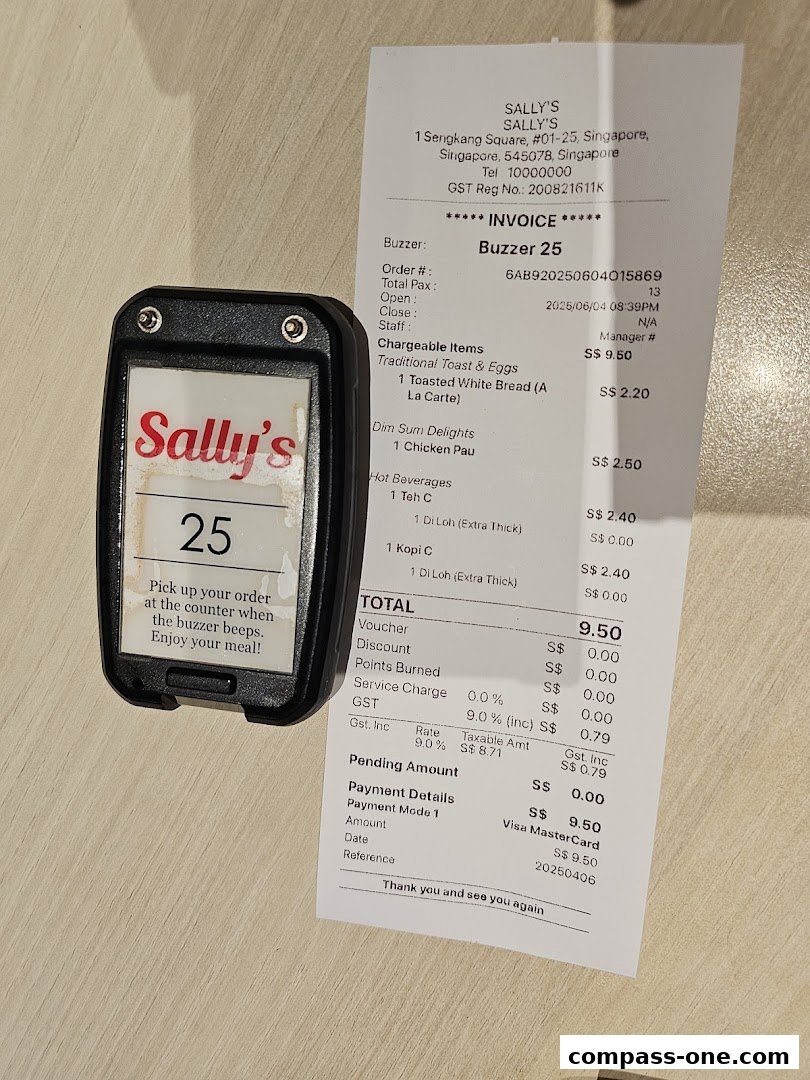 Sally's
25
Pick up your order
at the counter when
the buzzer beeps.
Enjoy your meal!
SALLY'S
SALLY'S
1 Sengkang Square, #01-25, Singapore,
Singapore, 545078, Singapore
Tel : 10000000
GST Reg No.: 200821611K
***** INVOICE *****
Buzzer: Buzzer 25
Order # : 6AB920250604O15869
Total Pax : 13
Open : 2025/06/04 08:39PM
Close : N/A
Staff : Manager #
Chargeable Items S$ 9.50
Traditional Toast & Eggs
1 Toasted White Bread (A
La Carte) S$ 2.20
Dim Sum Delights
1 Chicken Pau S$ 2.50
Hot Beverages
1 Teh C S$ 2.40
1 Di Loh (Extra Thick) S$ 0.00
1 Kopi C S$ 2.40
1 Di Loh (Extra Thick) S$ 0.00
TOTAL 9.50
Voucher S$ 0.00
Discount S$ 0.00
Points Burned S$ 0.00
Service Charge 0.0 % S$ 0.00
GST 9.0 % (inc) S$ 0.79
Gst. Inc Rate Taxable Amt Gst. Inc
9.0 % S$ 8.71 S$ 0.79
Pending Amount S$ 0.00
Payment Details S$ 9.50
Payment Mode 1 Visa MasterCard
Amount S$ 9.50
Date 20250406
Reference
Thank you and see you again
compass-one.com